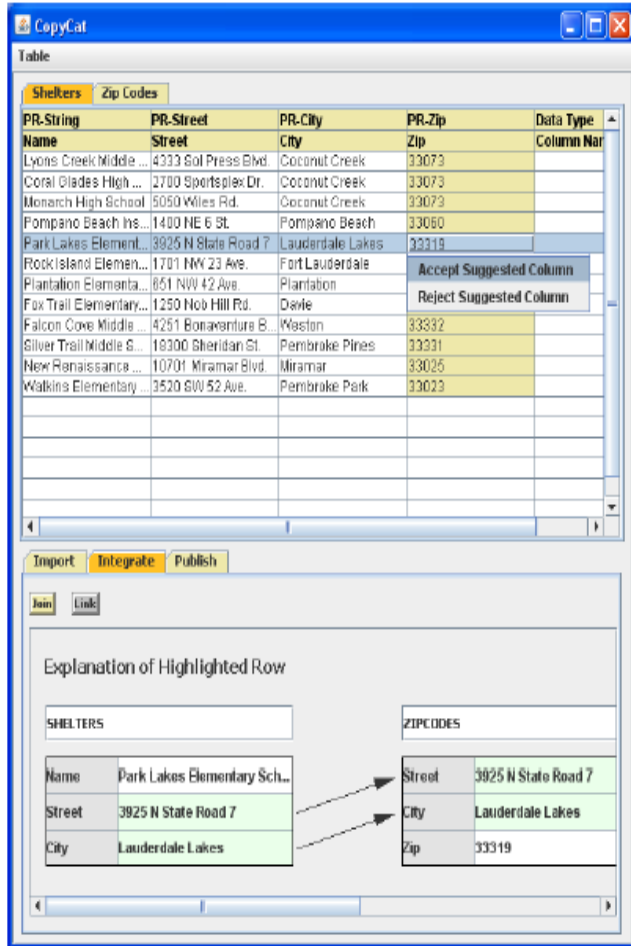 CopyCat
Table
Shelters Zip Codes
PR-String PR-Street PR-City PR-Zip Data Type
Name Street City Zip Column Nar
Lyons Creek Middle ... 4333 Sol Press Blvd. Coconut Creek 33073
Coral Glades High ... 2700 Sportsplex Dr. Coconut Creek 33073
Monarch High School 5050 Wiles Rd. Coconut Creek 33073
Pompano Beach Ins... 1400 NE 6 St. Pompano Beach 33060
Park Lakes Element... 3925 N State Road 7 Lauderdale Lakes 33319
Rock Island Elemen... 1701 NW 23 Ave. Fort Lauderdale
Accept Suggested Column
Plantation Elementa... 651 NW 42 Ave. Plantation
Reject Suggested Column
Fox Trail Elementary... 1250 Nob Hill Rd. Davie
Falcon Cove Middle ... 4251 Bonaventure B... Weston 33332
Silver Trail Middle S... 18300 Sheridan St. Pembroke Pines 33331
New Renaissance ... 10701 Miramar Blvd. Miramar 33025
Watkins Elementary ... 3520 SW 52 Ave. Pembroke Park 33023
Import Integrate Publish
Join Link
Explanation of Highlighted Row
SHELTERS ZIPCODES
Name Park Lakes Elementary Sch... Street 3925 N State Road 7
Street 3925 N State Road 7 City Lauderdale Lakes
City Lauderdale Lakes Zip 33319